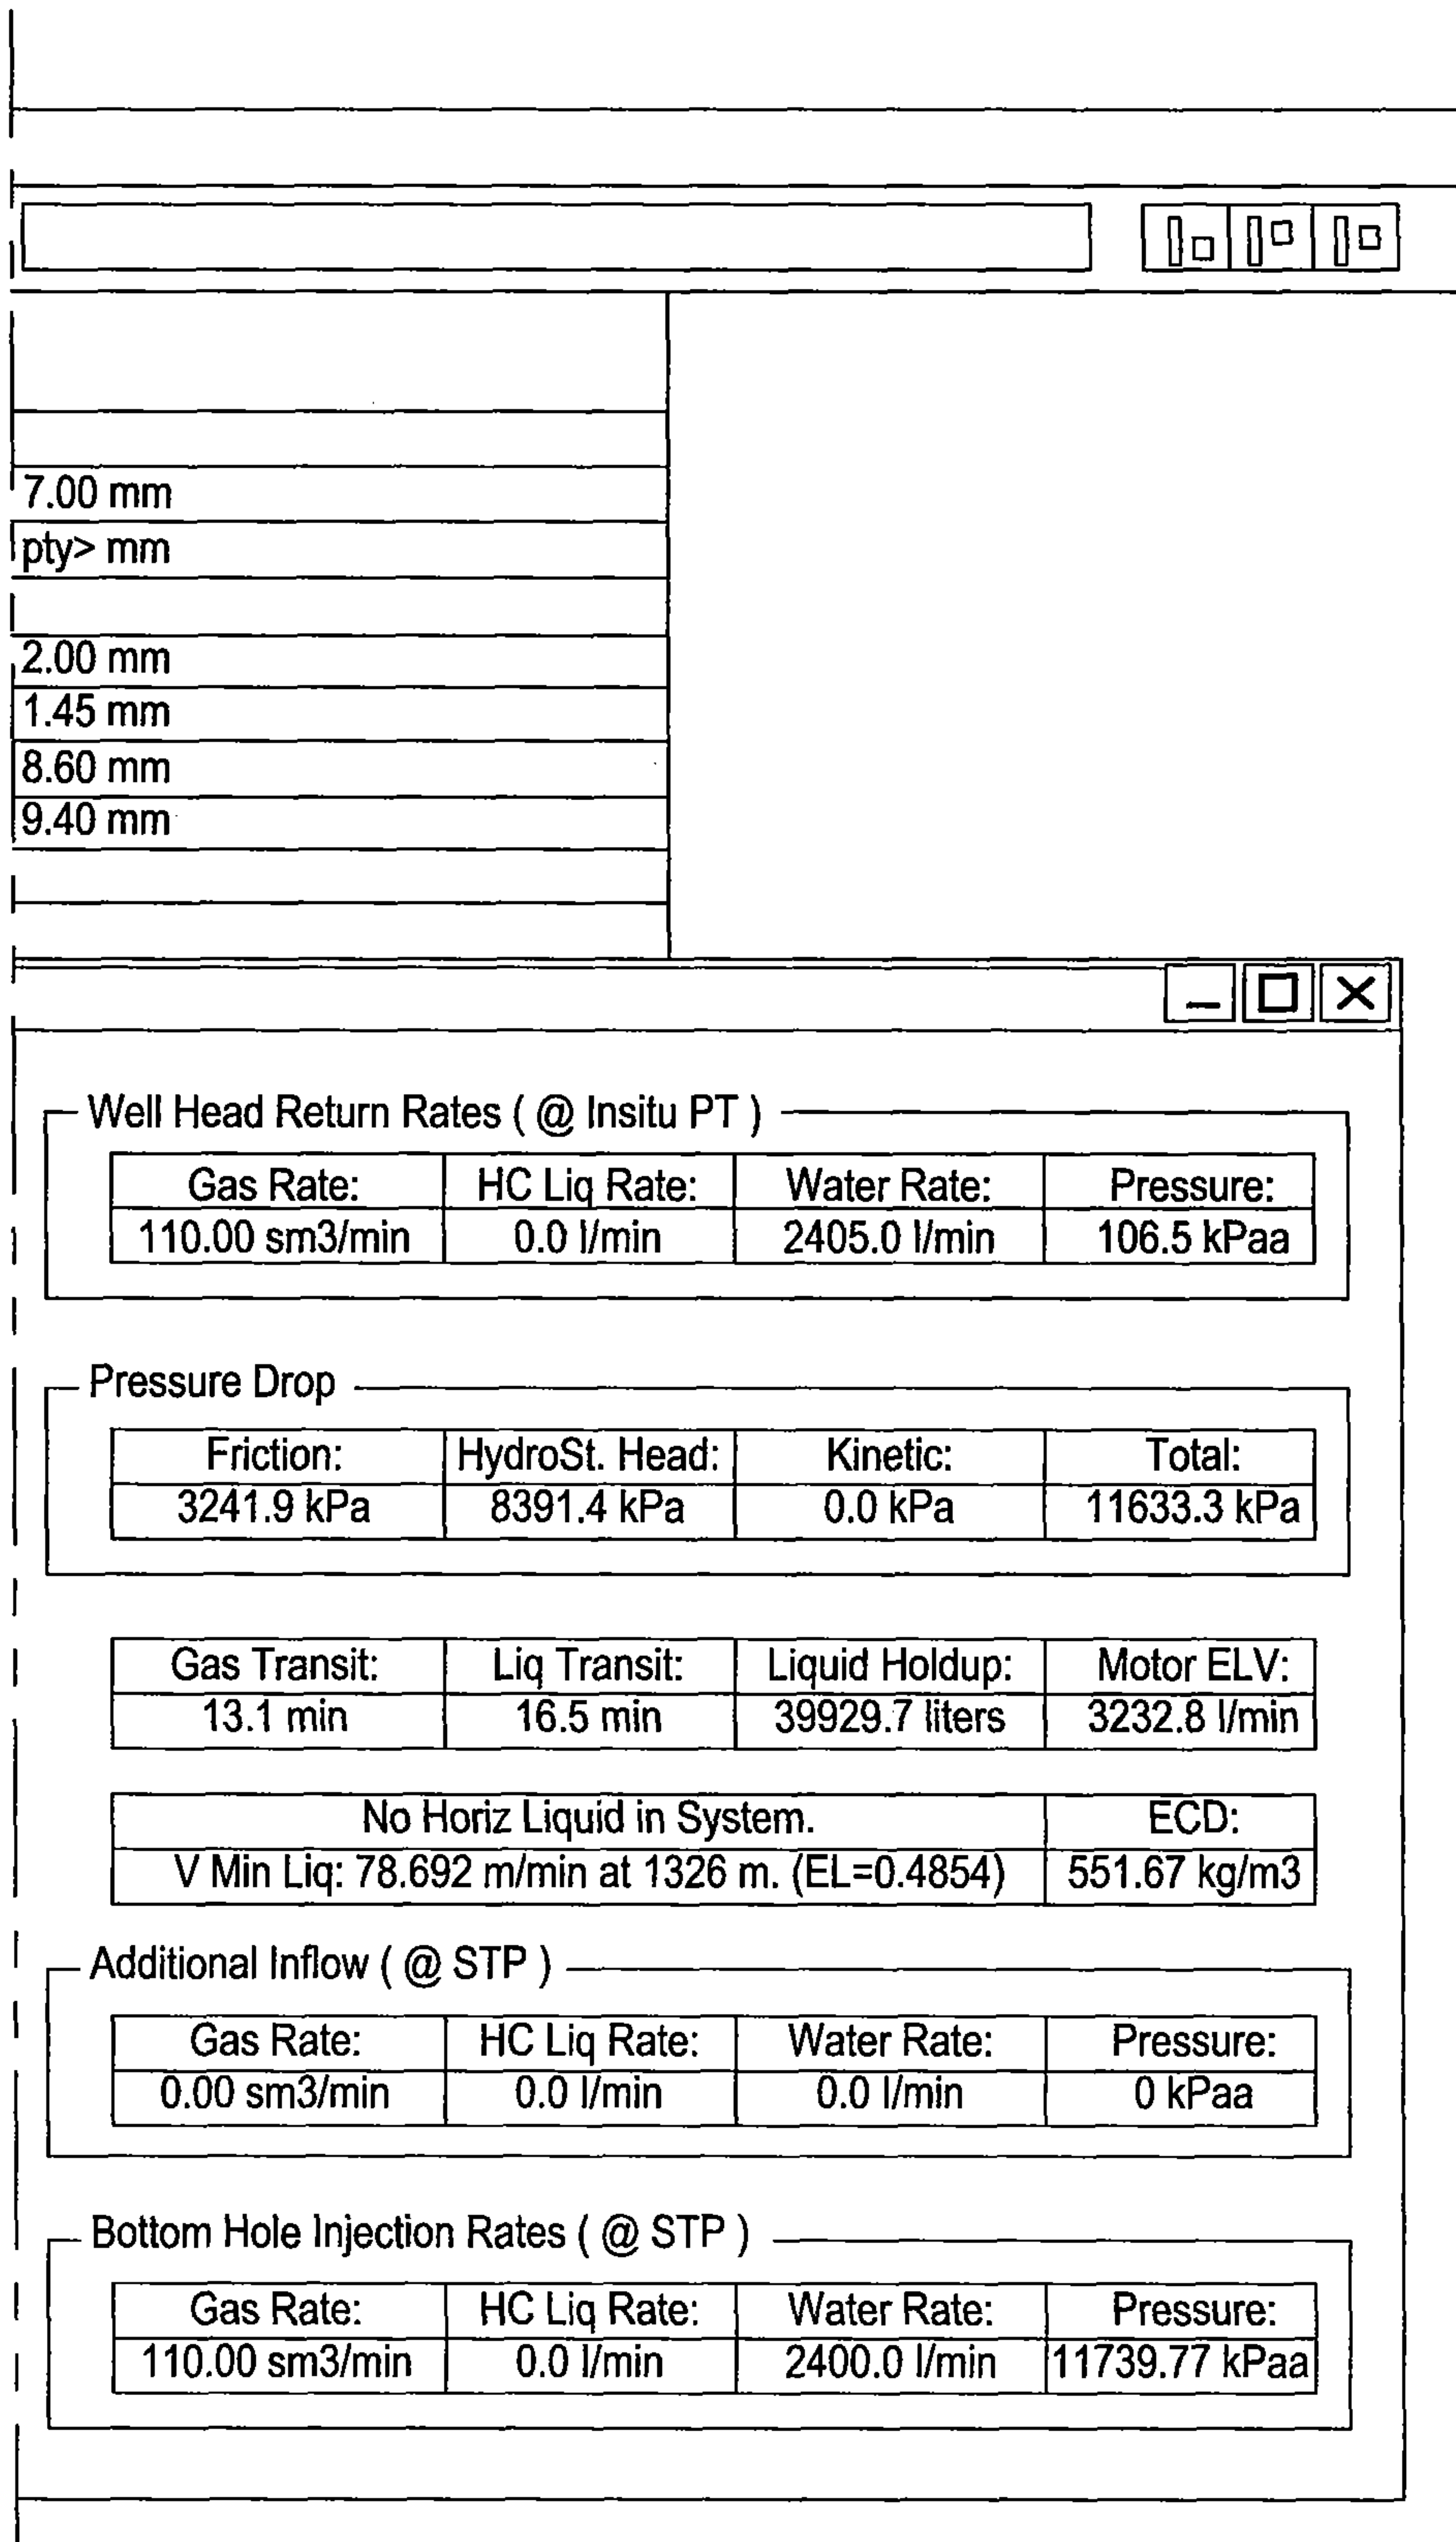 7.00 mm
pty> mm
2.00 mm
1.45 mm
8.60 mm
9.40 mm
Well Head Return Rates ( @ Insitu PT )
Gas Rate: HC Liq Rate: Water Rate: Pressure:
110.00 sm3/min 0.0 l/min 2405.0 l/min 106.5 kPaa
Pressure Drop
Friction: HydroSt. Head: Kinetic: Total:
3241.9 kPa 8391.4 kPa 0.0 kPa 11633.3 kPa
Gas Transit: Liq Transit: Liquid Holdup: Motor ELV:
13.1 min 16.5 min 39929.7 liters 3232.8 l/min
No Horiz Liquid in System. ECD:
V Min Liq: 78.692 m/min at 1326 m. (EL=0.4854) 551.67 kg/m3
Additional Inflow ( @ STP )
Gas Rate: HC Liq Rate: Water Rate: Pressure:
0.00 sm3/min 0.0 l/min 0.0 l/min 0 kPaa
Bottom Hole Injection Rates ( @ STP )
Gas Rate: HC Liq Rate: Water Rate: Pressure:
110.00 sm3/min 0.0 l/min 2400.0 l/min 11739.77 kPaa